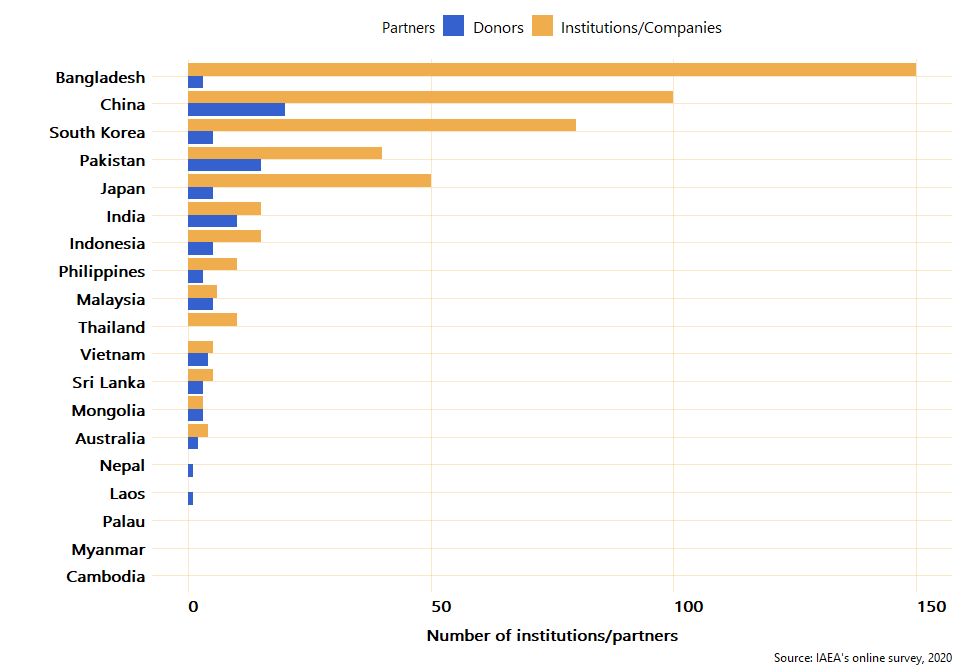 Partners Donors Institutions/Companies
Bangladesh
China
South Korea
Pakistan
Japan
India
Indonesia
Philippines
Malaysia
Thailand
Vietnam
Sri Lanka
Mongolia
Australia
Nepal
Laos
Palau
Myanmar
Cambodia
0 50 100 150
Number of institutions/partners
Source: IAEA's online survey, 2020